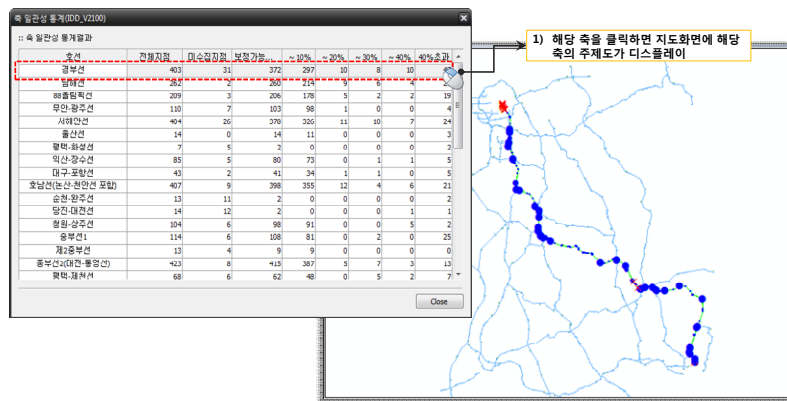 축 일관성 통계(IDD_V2100)
:: 축 일관성 통계결과
호선 전체지점 미수집지점 보정가능... ~ 10% ~ 20% ~ 30% ~ 40% 40%초과
경부선 403 31 372 297 10 8 10
남해선 262 2 260 214 9 6 4
88올림픽선 209 3 206 178 5 2 2 19
무안-광주선 110 7 103 98 1 0 0 4
서해안선 404 26 378 326 11 10 7 24
울산선 14 0 14 11 0 0 0 3
평택-화성선 7 5 2 0 0 0 0 2
익산-장수선 85 5 80 73 0 1 1 5
대구-포항선 43 2 41 34 1 1 0 5
호남선(논산-천안선 포함) 407 9 398 355 12 4 6 21
순천-완주선 13 11 2 0 0 0 0 2
당진-대전선 14 12 2 0 0 0 1 1
청원-상주선 104 6 98 91 0 0 5 2
중부선1 114 6 108 81 0 2 0 25
제2중부선 13 4 9 9 0 0 0 0
중부선2(대전-통영선) 423 8 415 387 5 7 3 13
평택-제천선 68 6 62 48 0 5 2 7
Close
1) 해당 축을 클릭하면 지도화면에 해당
축의 주제도가 디스플레이